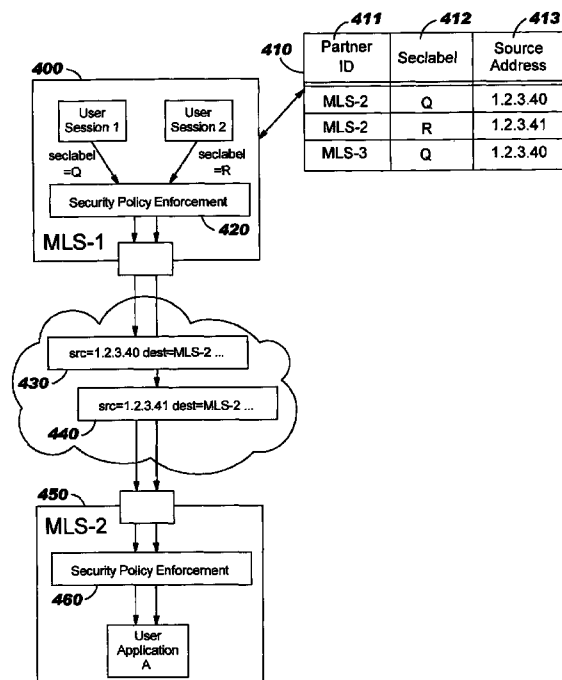 411
412
413
410
Partner ID
Seclabel
Source Address
MLS-2 Q 1.2.3.40
MLS-2 R 1.2.3.41
MLS-3 Q 1.2.3.40
400
User Session 1
User Session 2
seclabel =Q
seclabel =R
Security Policy Enforcement
420
MLS-1
src=1.2.3.40 dest=MLS-2 ...
430
src=1.2.3.41 dest=MLS-2 ...
440
450
MLS-2
Security Policy Enforcement
460
User Application A